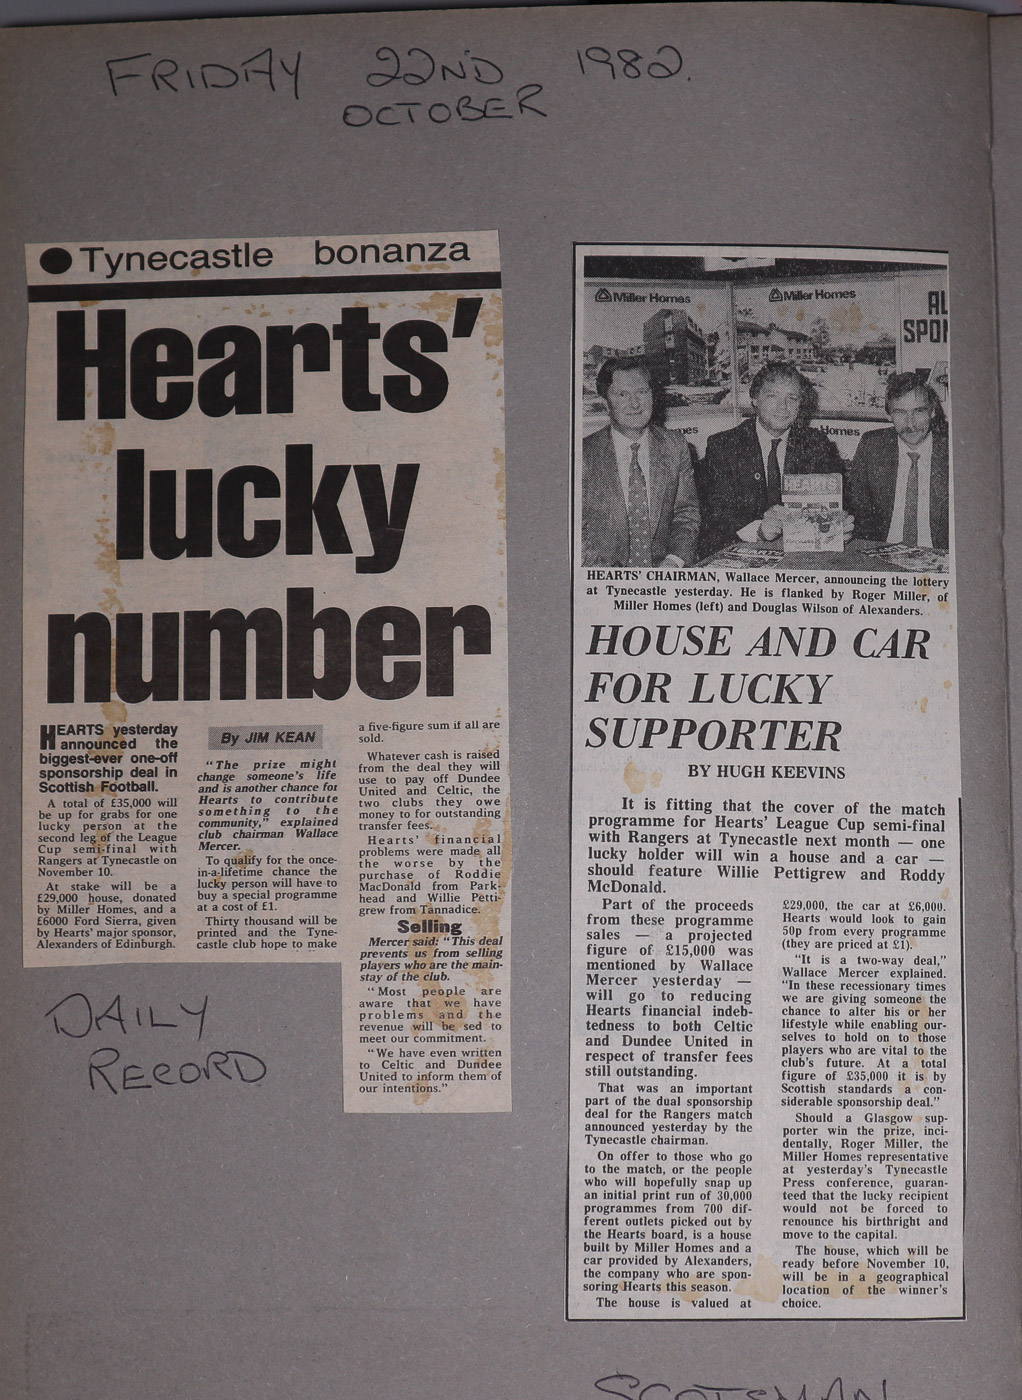 FRIDAY 22ND 1982.
OCTOBER
● Tynecastle bonanza
Hearts'
lucky
number
HEARTS yesterday
announced the
biggest-ever one-off
sponsorship deal in
Scottish Football.
A total of £35,000 will
be up for grabs for one
lucky person at the
second leg of the League
Cup semi-final with
Rangers at Tynecastle on
November 10.
At stake will be a
£29,000 house, donated
by Miller Homes, and a
£6000 Ford Sierra, given
by Hearts' major sponsor,
Alexanders of Edinburgh.
By JIM KEAN
"The prize might
change someone's life
and is another chance for
Hearts to contribute
something to the
community," explained
club chairman Wallace
Mercer.
To qualify for the once-
in-a-lifetime chance the
lucky person will have to
buy a special programme
at a cost of £1.
Thirty thousand will be
printed and the Tyne-
castle club hope to make
a five-figure sum if all are
sold.
Whatever cash is raised
from the deal they will
use to pay off Dundee
United and Celtic, the
two clubs they owe
money to for outstanding
transfer fees.
Hearts' financial
problems were made all
the worse by the
purchase of Roddie
MacDonald from Park-
head and Willie Petti-
grew from Tannadice.
Selling
Mercer said: "This deal
prevents us from selling
players who are the main-
stay of the club.
"Most people are
aware that we have
problems and the
revenue will be sed to
meet our commitment.
"We have even written
to Celtic and Dundee
United to inform them of
our intentions."
DAILY
RECORD
Miller Homes
Miller Homes
AL
SPON
mes
Homes
HEARTS
HEARTS' CHAIRMAN, Wallace Mercer, announcing the lottery
at Tynecastle yesterday. He is flanked by Roger Miller, of
Miller Homes (left) and Douglas Wilson of Alexanders.
HOUSE AND CAR
FOR LUCKY
SUPPORTER
BY HUGH KEEVINS
It is fitting that the cover of the match
programme for Hearts' League Cup semi-final
with Rangers at Tynecastle next month — one
lucky holder will win a house and a car —
should feature Willie Pettigrew and Roddy
McDonald.
Part of the proceeds
from these programme
sales — a projected
figure of £15,000 was
mentioned by Wallace
Mercer yesterday —
will go to reducing
Hearts financial indeb-
tedness to both Celtic
and Dundee United in
respect of transfer fees
still outstanding.
That was an important
part of the dual sponsorship
deal for the Rangers match
announced yesterday by the
Tynecastle chairman.
On offer to those who go
to the match, or the people
who will hopefully snap up
an initial print run of 30,000
programmes from 700 dif-
ferent outlets picked out by
the Hearts board, is a house
built by Miller Homes and a
car provided by Alexanders,
the company who are spon-
soring Hearts this season.
The house is valued at
£29,000, the car at £6,000.
Hearts would look to gain
50p from every programme
(they are priced at £1).
"It is a two-way deal,"
Wallace Mercer explained.
"In these recessionary times
we are giving someone the
chance to alter his or her
lifestyle while enabling our-
selves to hold on to those
players who are vital to the
club's future. At a total
figure of £35,000 it is by
Scottish standards a con-
siderable sponsorship deal."
Should a Glasgow sup-
porter win the prize, inci-
dentally, Roger Miller, the
Miller Homes representative
at yesterday's Tynecastle
Press conference, guaran-
teed that the lucky recipient
would not be forced to
renounce his birthright and
move to the capital.
The house, which will be
ready before November 10,
will be in a geographical
location of the winner's
choice.
SCOTSMAN